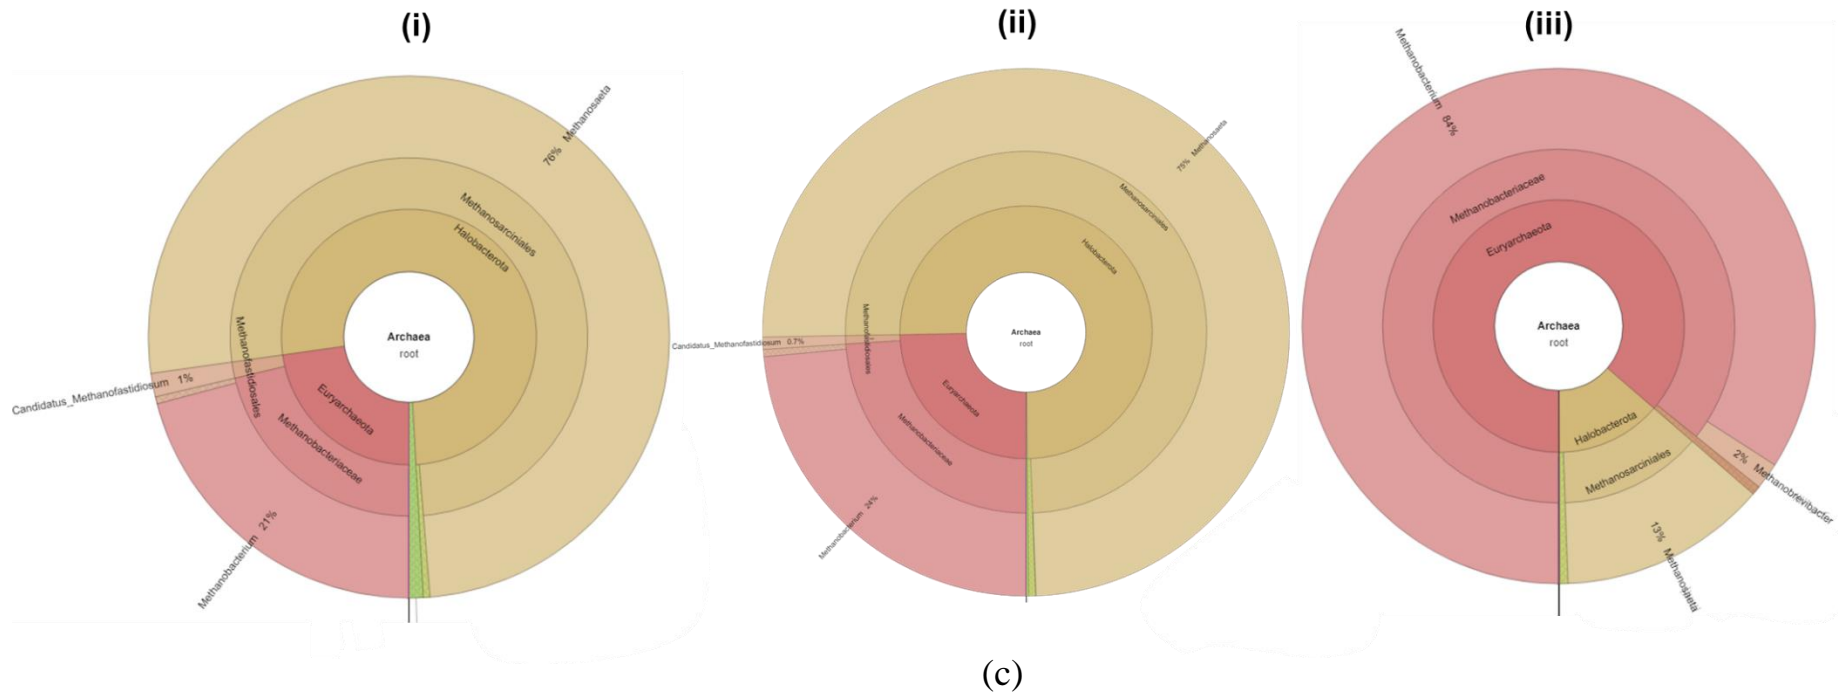 (i)
76% Methanosaeta
Methanosarciniales
Halobacterota
Archaea
root
Methanofastidiosales
Candidatus_Methanofastidiosum 1%
Euryarchaeota
Methanobacteriaceae
Methanobacterium 21%
(ii)
75% Methanosaeta
Methanosarciniales
Halobacterota
Archaea
root
Methanofastidiosales
Candidatus_Methanofastidiosum 0.7%
Euryarchaeota
Methanobacteriaceae
Methanobacterium 24%
(iii)
Methanobacterium 84%
Methanobacteriaceae
Euryarchaeota
Archaea
root
Halobacterota
Methanosarciniales
2% Methanobrevibacter
13% Methanosaeta
(c)